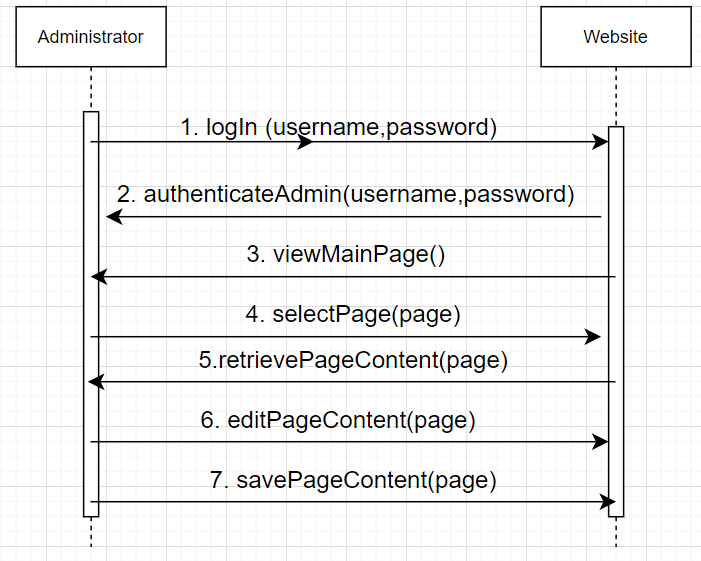 Administrator
Website
1. logIn (username,password)
2. authenticateAdmin(username,password)
3. viewMainPage()
4. selectPage(page)
5.retrievePageContent(page)
6. editPageContent(page)
7. savePageContent(page)